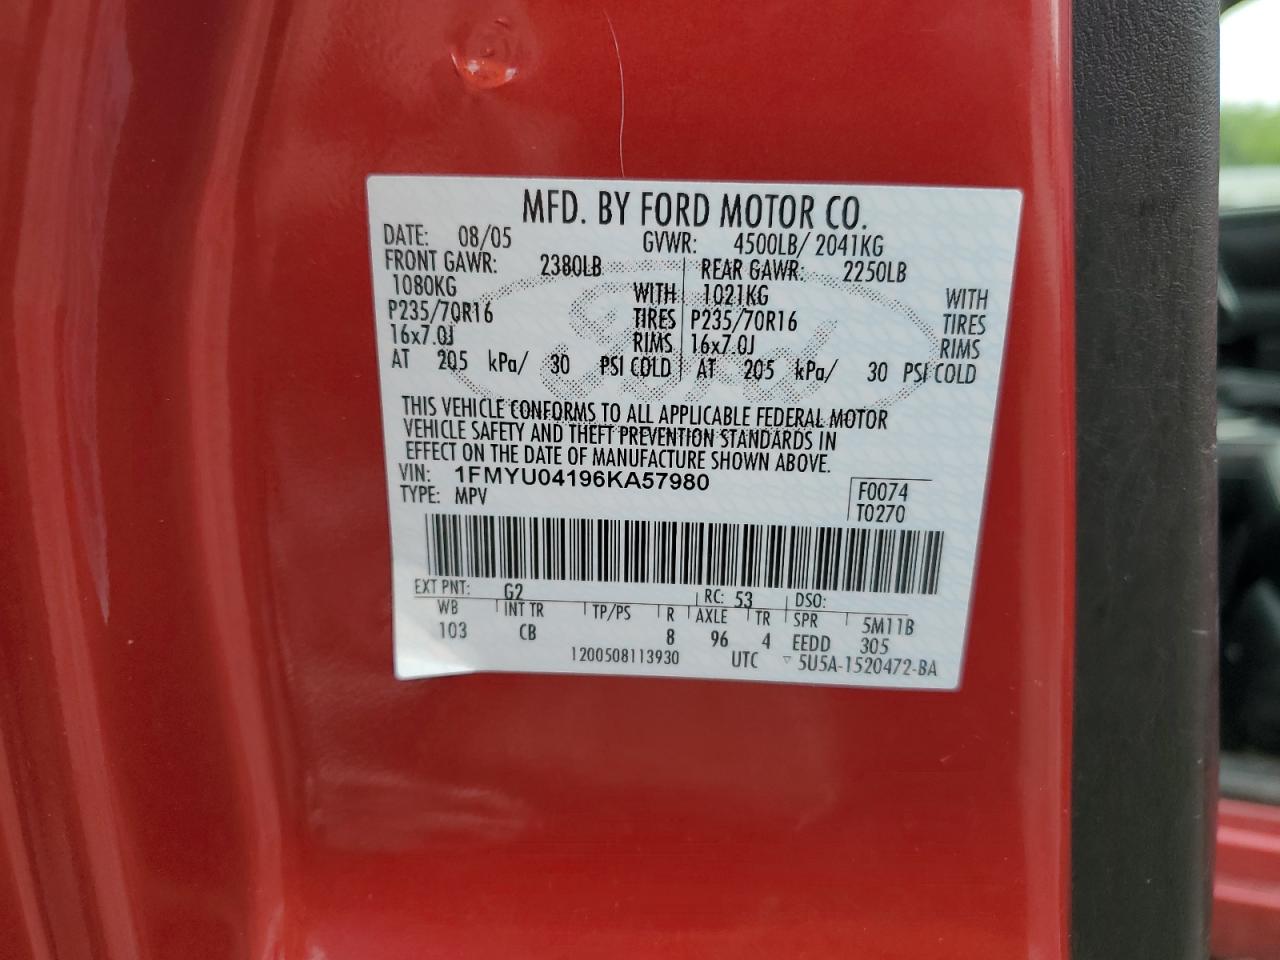 MFD. BY FORD MOTOR CO.
DATE: 08/05 GVWR: 4500LB/ 2041KG
FRONT GAWR: 2380LB REAR GAWR: 2250LB
1080KG WITH 1021KG WITH
P235/70R16 TIRES P235/70R16 TIRES
16x7.0J RIMS 16x7.0J RIMS
AT 205 kPa/ 30 PSI COLD AT 205 kPa/ 30 PSI COLD
THIS VEHICLE CONFORMS TO ALL APPLICABLE FEDERAL MOTOR
VEHICLE SAFETY AND THEFT PREVENTION STANDARDS IN
EFFECT ON THE DATE OF MANUFACTURE SHOWN ABOVE.
VIN: 1FMYU04196KA57980
TYPE: MPV
F0074
T0270
EXT PNT: G2 RC: 53 DSO:
WB INT TR TP/PS R AXLE TR SPR 5M11B
103 CB 8 96 4 EEDD 305
1200508113930 UTC ▽ 5U5A-1520472-BA
Ford